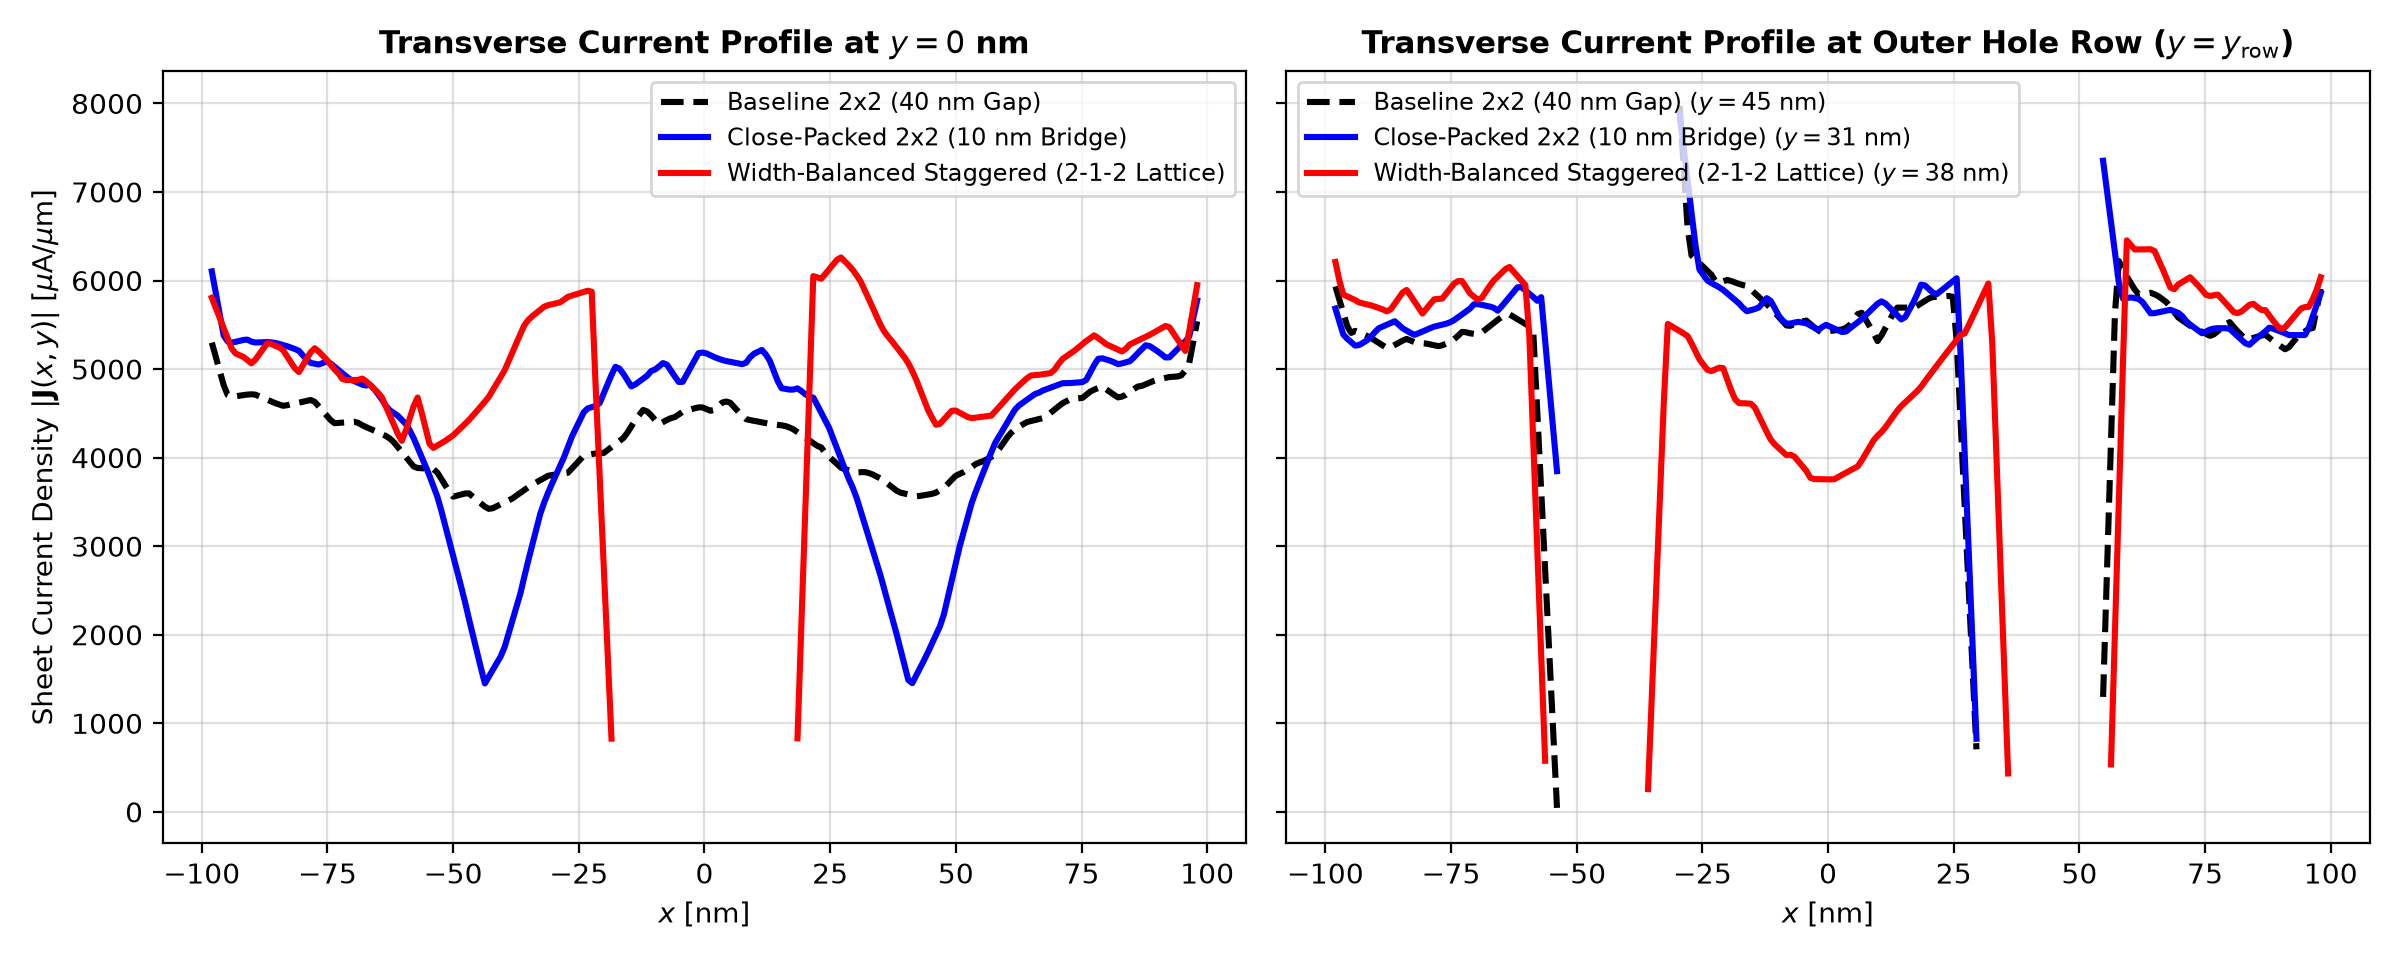 Transverse Current Profile at y = 0 nm
Sheet Current Density |J(x, y)| [μA/μm]
8000
7000
6000
5000
4000
3000
2000
1000
0
Baseline 2x2 (40 nm Gap)
Close-Packed 2x2 (10 nm Bridge)
Width-Balanced Staggered (2-1-2 Lattice)
−100 −75 −50 −25 0 25 50 75 100
x [nm]
Transverse Current Profile at Outer Hole Row (y = y_row)
Baseline 2x2 (40 nm Gap) (y = 45 nm)
Close-Packed 2x2 (10 nm Bridge) (y = 31 nm)
Width-Balanced Staggered (2-1-2 Lattice) (y = 38 nm)
−100 −75 −50 −25 0 25 50 75 100
x [nm]